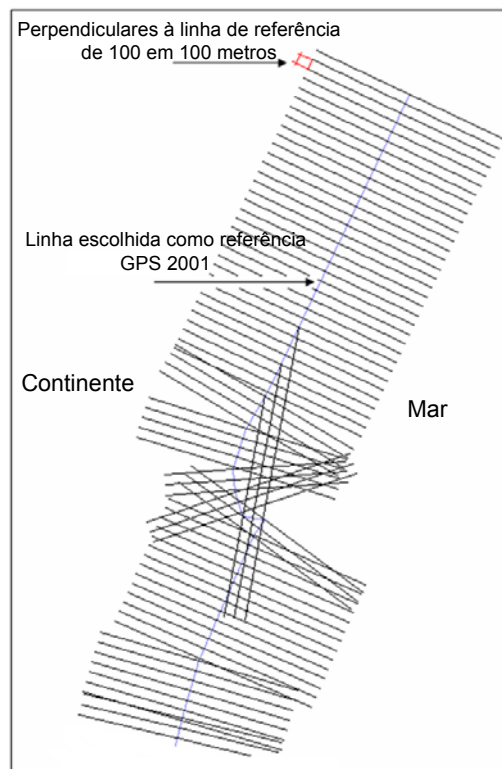 Perpendiculares à linha de referência
de 100 em 100 metros
Linha escolhida como referência
GPS 2001
Continente
Mar